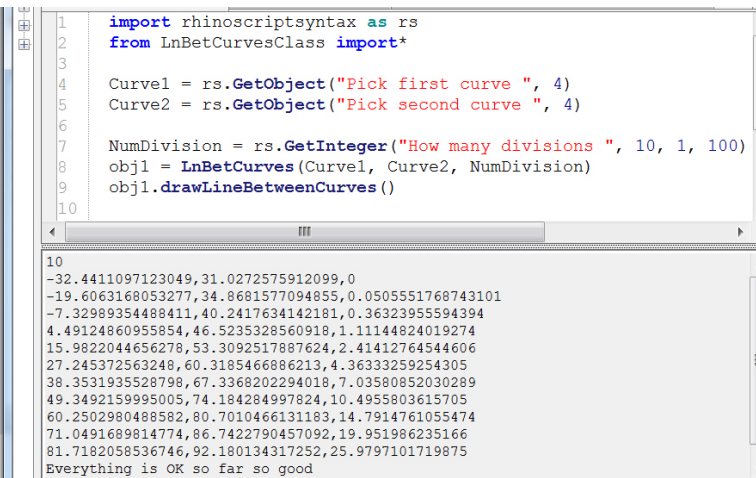 1 import rhinoscriptsyntax as rs
2 from LnBetCurvesClass import*
3
4 Curve1 = rs.GetObject("Pick first curve ", 4)
5 Curve2 = rs.GetObject("Pick second curve ", 4)
6
7 NumDivision = rs.GetInteger("How many divisions ", 10, 1, 100)
8 obj1 = LnBetCurves(Curve1, Curve2, NumDivision)
9 obj1.drawLineBetweenCurves()
10
10
-32.4411097123049,31.0272575912099,0
-19.6063168053277,34.8681577094855,0.0505551768743101
-7.32989354488411,40.2417634142181,0.36323955594394
4.49124860955854,46.5235328560918,1.11144824019274
15.9822044656278,53.3092517887624,2.41412764544606
27.245372563248,60.3185466886213,4.36333259254305
38.3531935528798,67.3368202294018,7.03580852030289
49.3492159995005,74.184284997824,10.4955803615705
60.2502980488582,80.7010466131183,14.7914761055474
71.0491689814774,86.7422790457092,19.951986235166
81.7182058536746,92.180134317252,25.9797101719875
Everything is OK so far so good